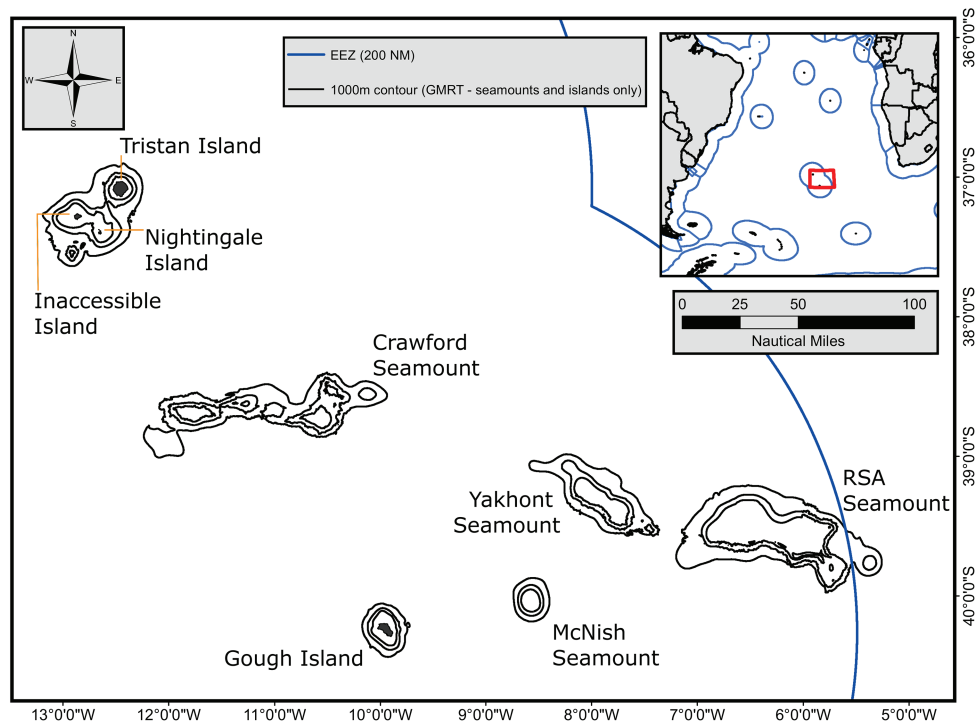 N
W
E
S
EEZ (200 NM)
1000m contour (GMRT - seamounts and islands only)
Tristan Island
Nightingale
Island
Inaccessible
Island
0
25
50
100
Nautical Miles
Crawford
Seamount
Yakhont
Seamount
RSA
Seamount
McNish
Seamount
Gough Island
36°0'0"S
37°0'0"S
38°0'0"S
39°0'0"S
40°0'0"S
13°0'0"W
12°0'0"W
11°0'0"W
10°0'0"W
9°0'0"W
8°0'0"W
7°0'0"W
6°0'0"W
5°0'0"W